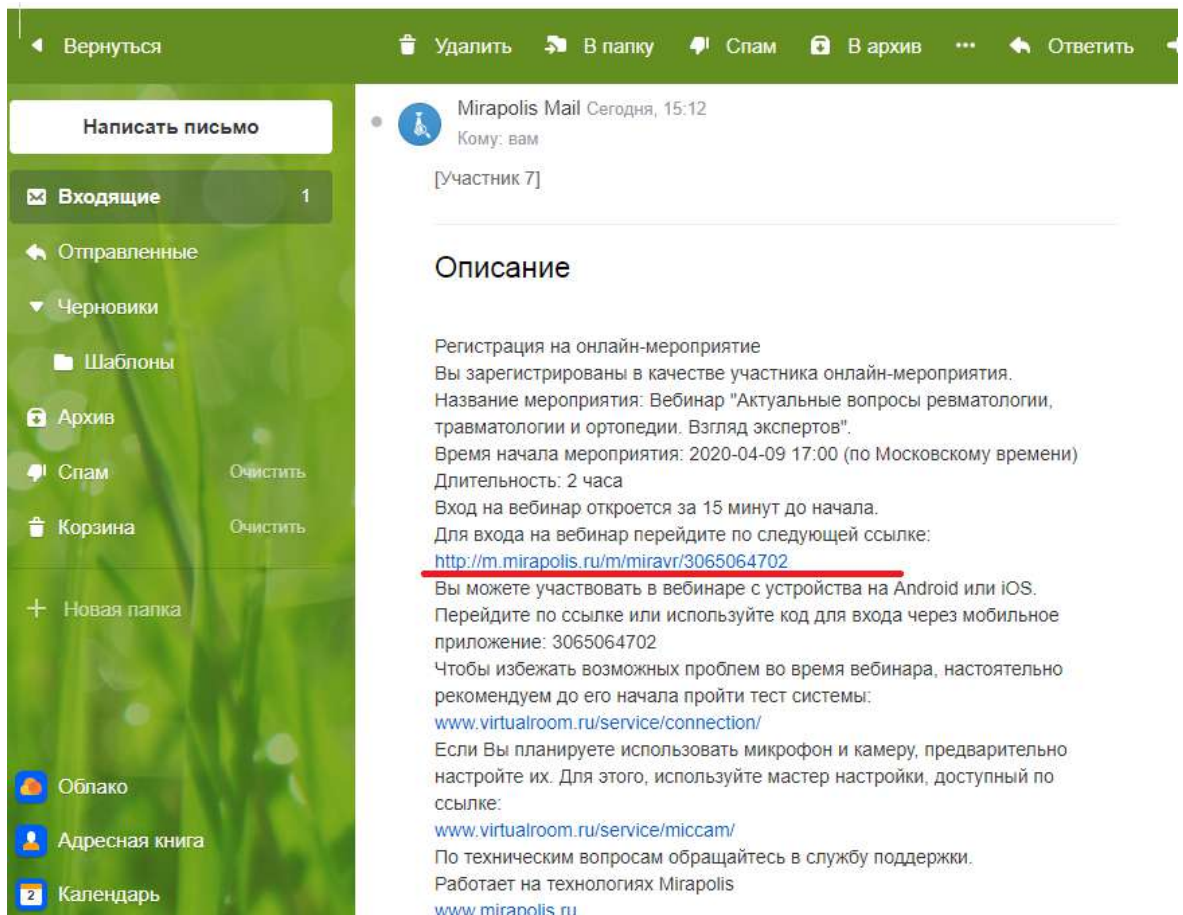 Вернуться
Удалить
В папку
Спам
В архив
Ответить
Написать письмо
Входящие 1
Отправленные
Черновики
Шаблоны
Архив
Спам Очистить
Корзина Очистить
Новая папка
Облако
Адресная книга
2 Календарь
Mirapolis Mail Сегодня, 15:12
Кому: вам
[Участник 7]
Описание
Регистрация на онлайн-мероприятие
Вы зарегистрированы в качестве участника онлайн-мероприятия.
Название мероприятия: Вебинар "Актуальные вопросы ревматологии,
травматологии и ортопедии. Взгляд экспертов".
Время начала мероприятия: 2020-04-09 17:00 (по Московскому времени)
Длительность: 2 часа
Вход на вебинар откроется за 15 минут до начала.
Для входа на вебинар перейдите по следующей ссылке:
http://m.mirapolis.ru/m/miravr/3065064702
Вы можете участвовать в вебинаре с устройства на Android или iOS.
Перейдите по ссылке или используйте код для входа через мобильное
приложение: 3065064702
Чтобы избежать возможных проблем во время вебинара, настоятельно
рекомендуем до его начала пройти тест системы:
www.virtualroom.ru/service/connection/
Если Вы планируете использовать микрофон и камеру, предварительно
настройте их. Для этого, используйте мастер настройки, доступный по
ссылке:
www.virtualroom.ru/service/miccam/
По техническим вопросам обращайтесь в службу поддержки.
Работает на технологиях Mirapolis
www.mirapolis.ru